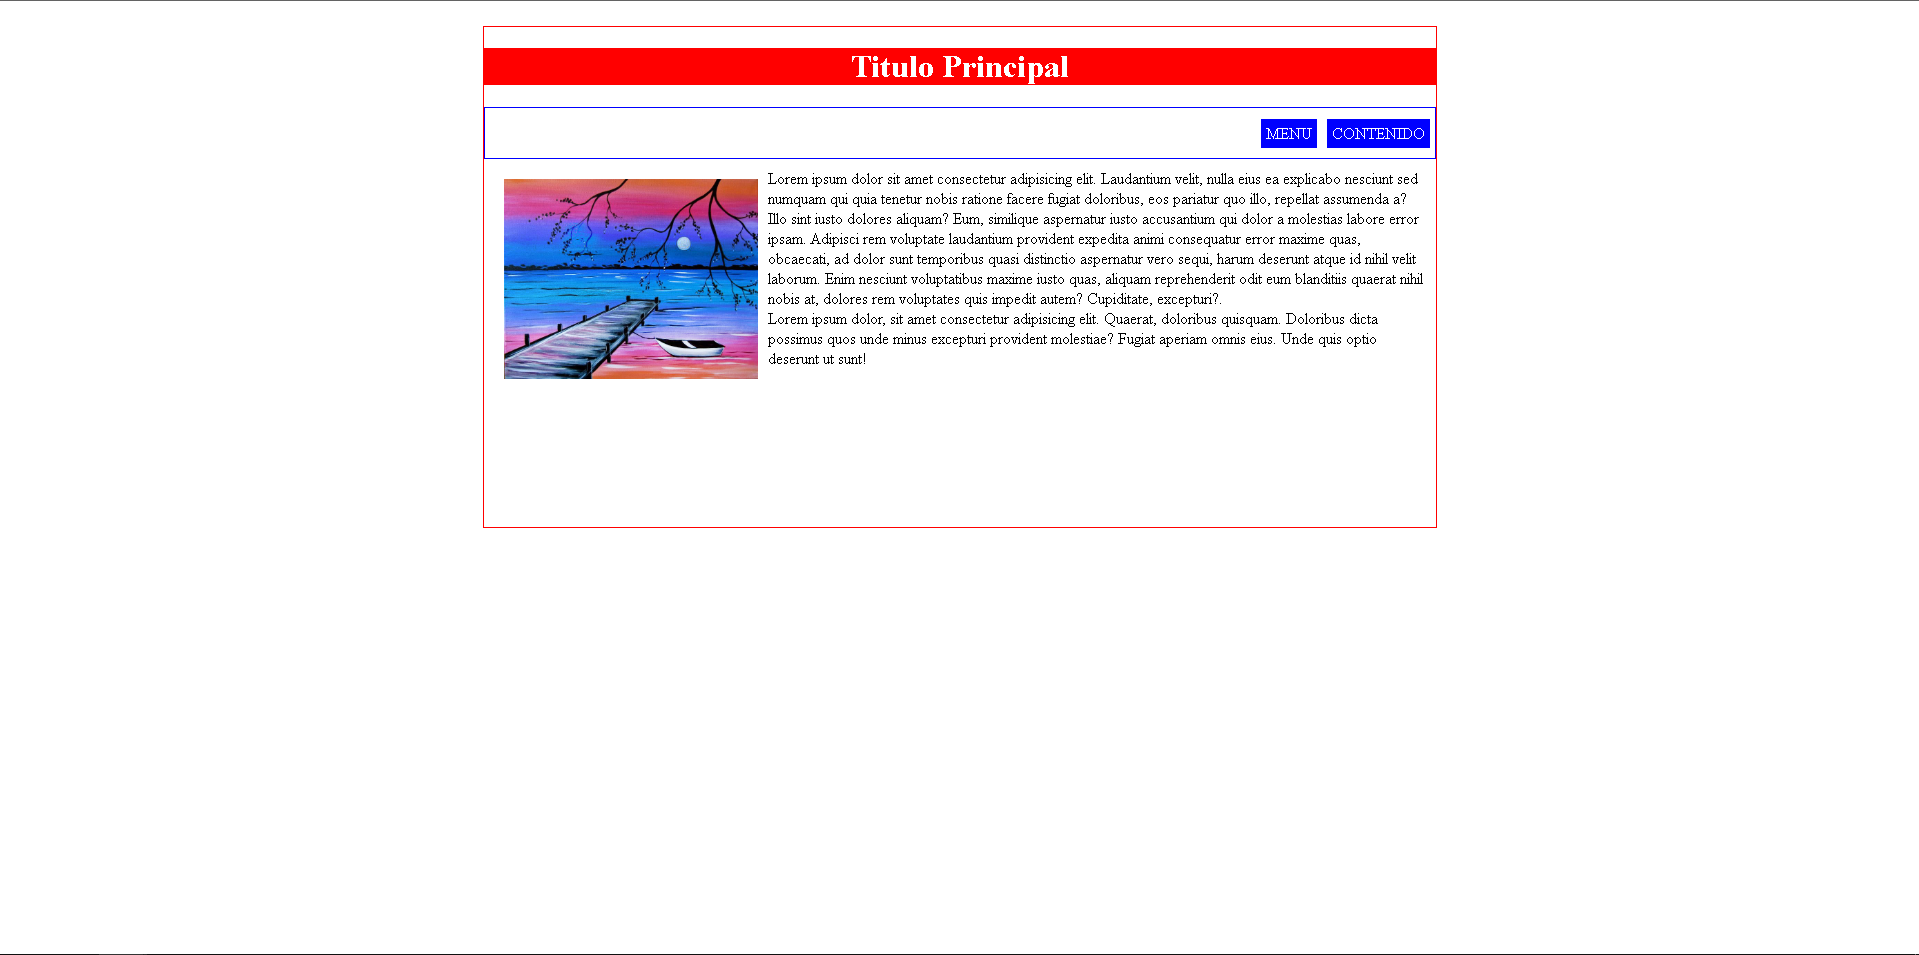 Titulo Principal
MENU CONTENIDO
Lorem ipsum dolor sit amet consectetur adipisicing elit. Laudantium velit, nulla eius ea explicabo nesciunt sed
numquam qui quia tenetur nobis ratione facere fugiat doloribus, eos pariatur quo illo, repellat assumenda a?
Illo sint iusto dolores aliquam? Eum, similique aspernatur iusto accusantium qui dolor a molestias labore error
ipsam. Adipisci rem voluptate laudantium provident expedita animi consequatur error maxime quas,
obcaecati, ad dolor sunt temporibus quasi distinctio aspernatur vero sequi, harum deserunt atque id nihil velit
laborum. Enim nesciunt voluptatibus maxime iusto quas, aliquam reprehenderit odit eum blanditiis quaerat nihil
nobis at, dolores rem voluptates quis impedit autem? Cupiditate, excepturi?.
Lorem ipsum dolor, sit amet consectetur adipisicing elit. Quaerat, doloribus quisquam. Doloribus dicta
possimus quos unde minus excepturi provident molestiae? Fugiat aperiam omnis eius. Unde quis optio
deserunt ut sunt!